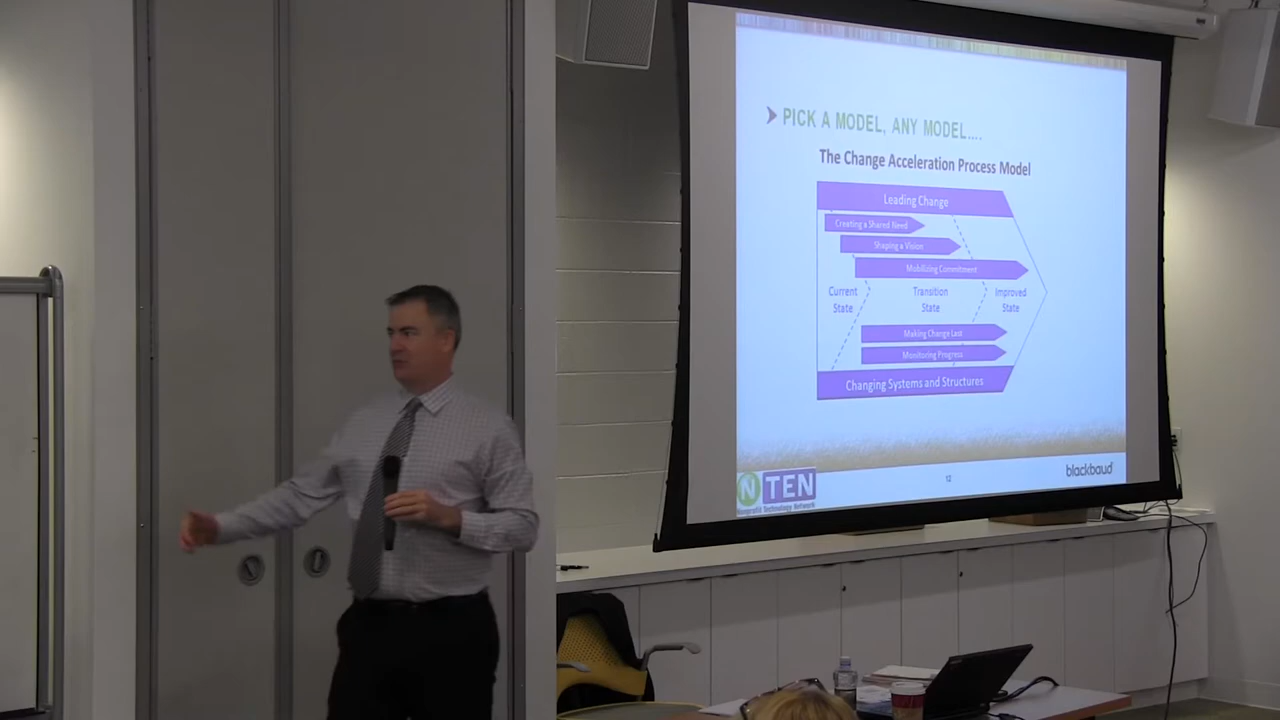 PICK A MODEL, ANY MODEL....
The Change Acceleration Process Model
Leading Change
Creating a Shared Need
Shaping a Vision
Mobilizing Commitment
Current State
Transition State
Improved State
Making Change Last
Monitoring Progress
Changing Systems and Structures
NTEN
Nonprofit Technology Network
12
blackbaud